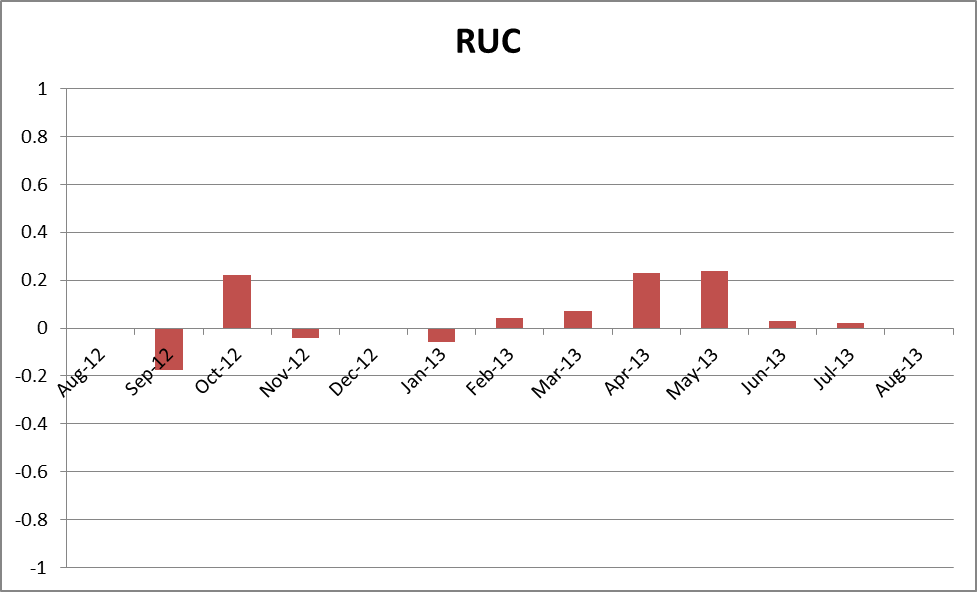 RUC
1
0.8
0.6
0.4
0.2
0
-0.2
-0.4
-0.6
-0.8
-1
Aug-12
Sep-12
Oct-12
Nov-12
Dec-12
Jan-13
Feb-13
Mar-13
Apr-13
May-13
Jun-13
Jul-13
Aug-13